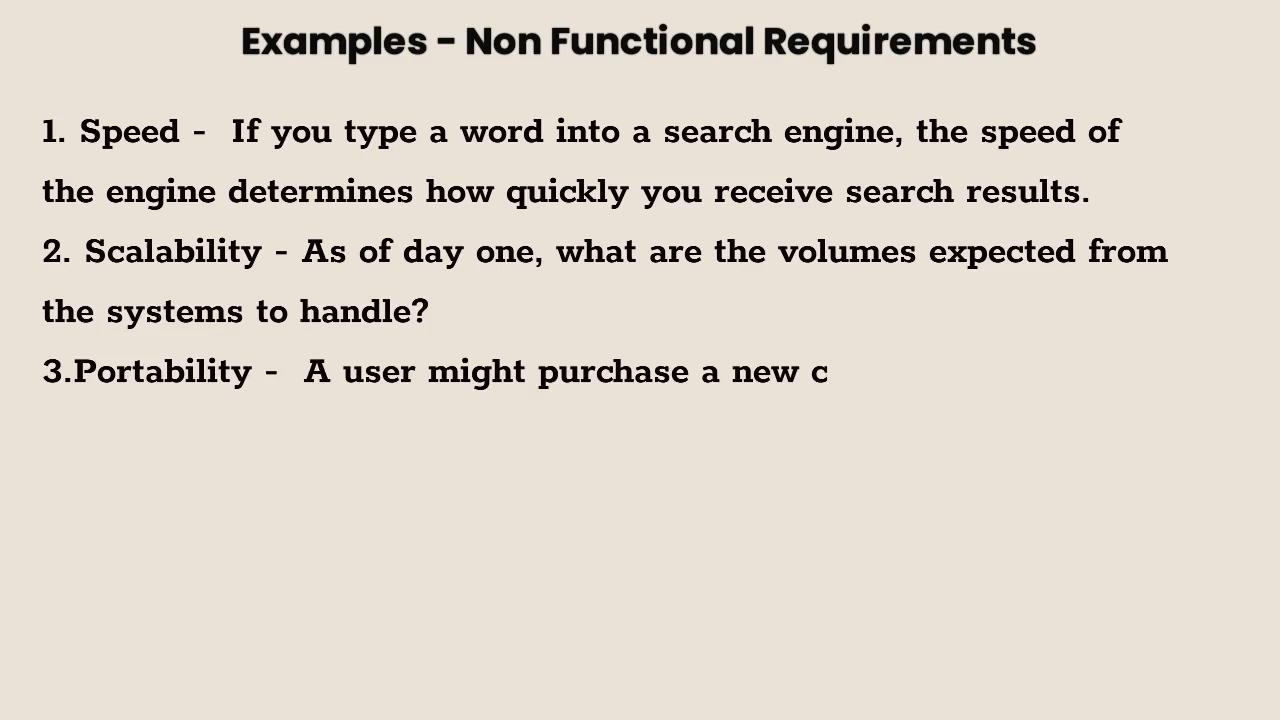 Examples - Non Functional Requirements
1. Speed -  If you type a word into a search engine, the speed of
the engine determines how quickly you receive search results.
2. Scalability - As of day one, what are the volumes expected from
the systems to handle?
3.Portability -  A user might purchase a new c